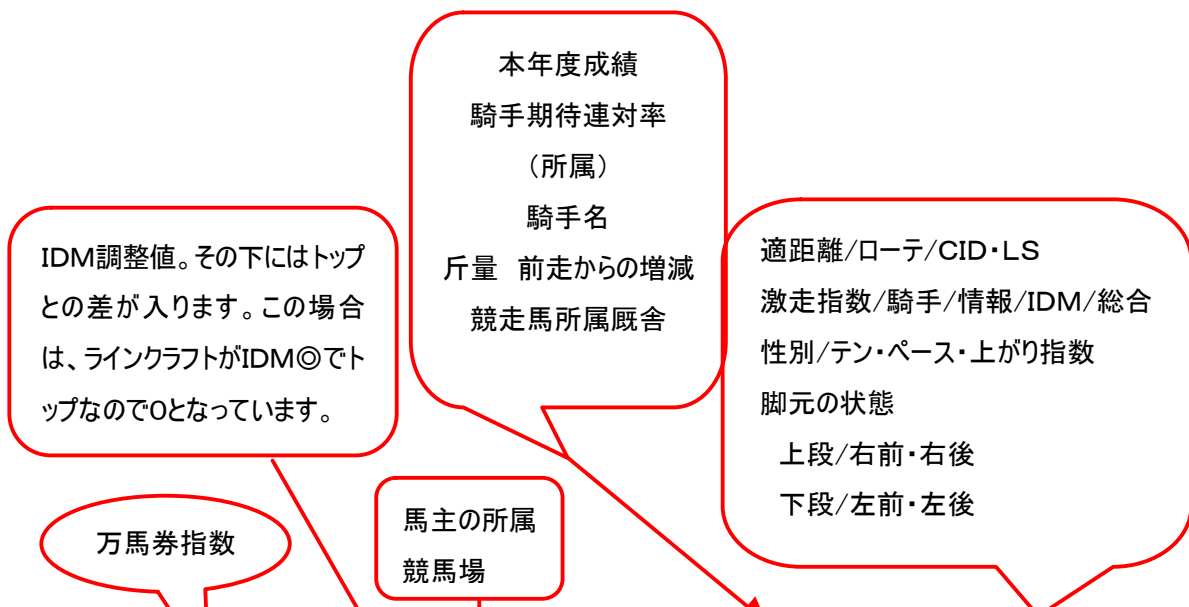 本年度成績
騎手期待連対率
（所属）
騎手名
斤量　前走からの増減
競走馬所属厩舎
IDM調整値。その下にはトップ
との差が入ります。この場合
は、ラインクラフトがIDM◎でト
ップなので0となっています。
適距離/ローテ/CID・LS
激走指数/騎手/情報/IDM/総合
性別/テン・ペース・上がり指数
脚元の状態
上段/右前・右後
下段/左前・左後
万馬券指数
馬主の所属
競馬場